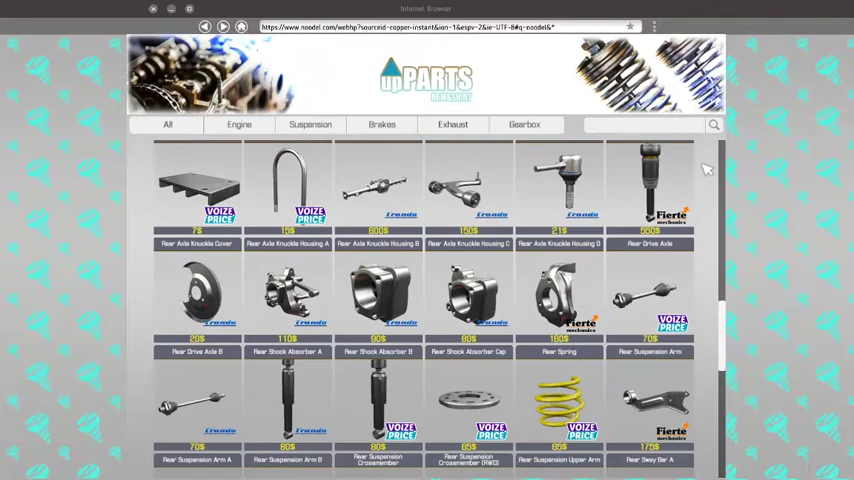 Internet Browser
https://www.noodel.com/webhp?sourceid-copper-instant&ion-1&espv-2&ie-UTF-8#q-noodel&*
upPARTS
NEW&SHINY
All Engine Suspension Brakes Exhaust Gearbox
VOIZE PRICE VOIZE PRICE Trando Trando Trando Fierté mechanics
7$ 15$ 600$ 150$ 21$ 550$
Rear Axle Knuckle Cover Rear Axle Knuckle Housing A Rear Axle Knuckle Housing B Rear Axle Knuckle Housing C Rear Axle Knuckle Housing D Rear Drive Axle
Trando Trando Trando Trando Fierté mechanics VOIZE PRICE
20$ 110$ 90$ 80$ 160$ 70$
Rear Drive Axle B Rear Shock Absorber A Rear Shock Absorber B Rear Shock Absorber Cap Rear Spring Rear Suspension Arm
Trando Trando VOIZE PRICE VOIZE PRICE VOIZE PRICE Fierté mechanics
70$ 80$ 80$ 65$ 65$ 175$
Rear Suspension Arm A Rear Suspension Arm B Rear Suspension Crossmember Rear Suspension Crossmember (RWD) Rear Suspension Upper Arm Rear Sway Bar A